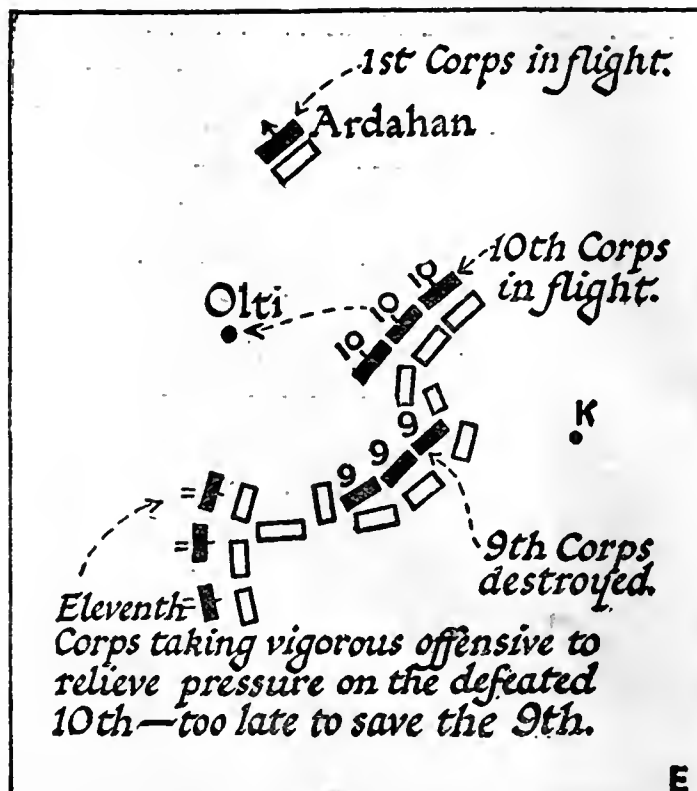 1st Corps in flight.
Ardahan
10th Corps
in flight.
10
10
10
Olti
K
9
9
9
9th Corps
destroyed.
=
=
=
Eleventh
Corps taking vigorous offensive to
relieve pressure on the defeated
10th—too late to save the 9th.
E